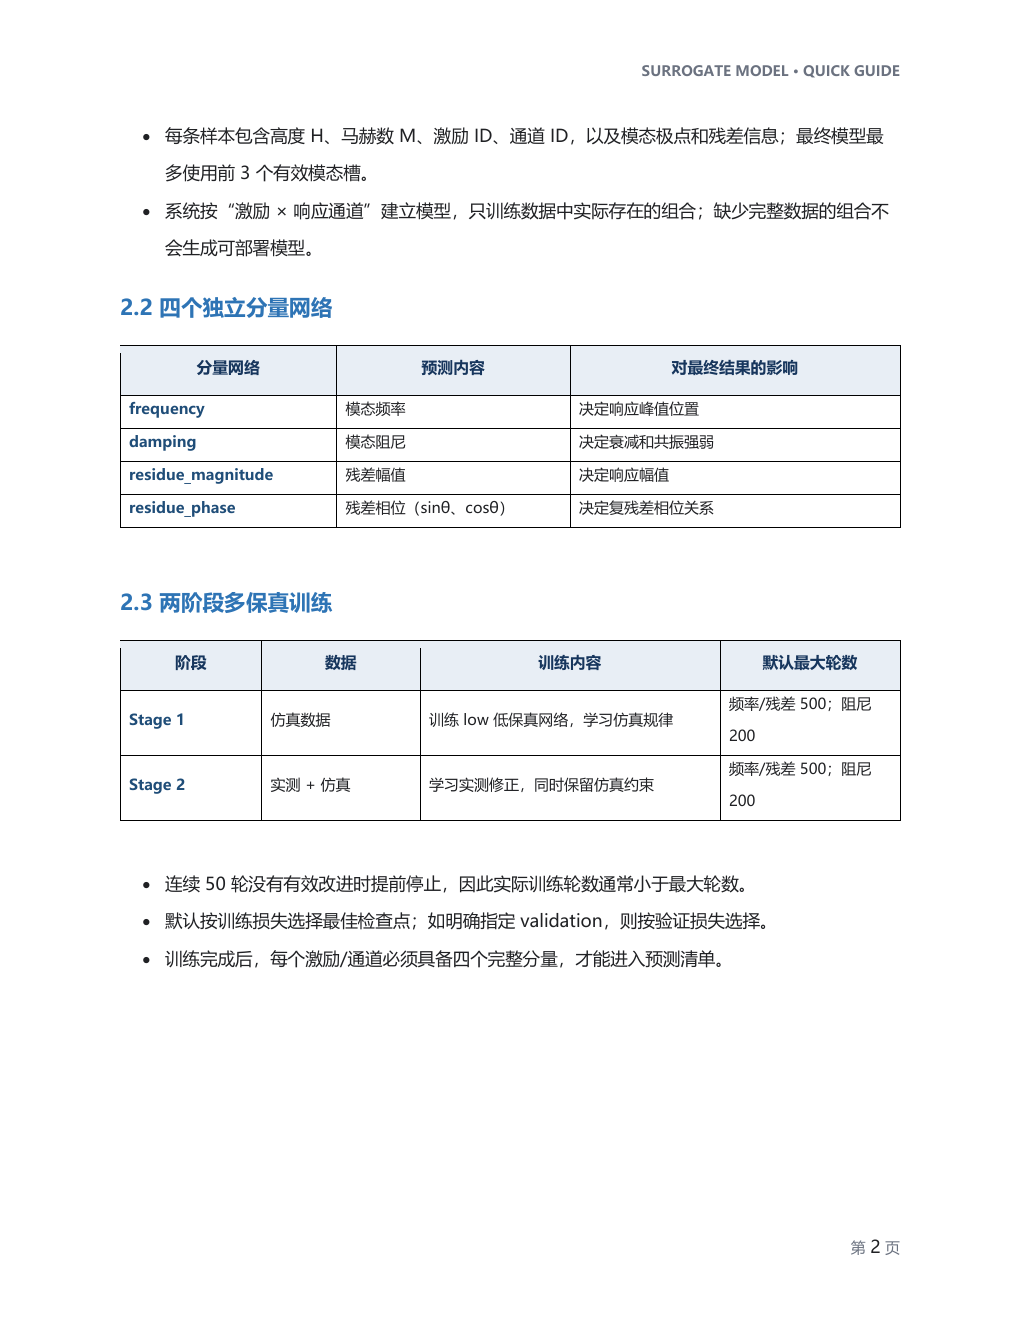 SURROGATE MODEL • QUICK GUIDE
• 每条样本包含高度 H、马赫数 M、激励 ID、通道 ID，以及模态极点和残差信息；最终模型最
多使用前 3 个有效模态槽。
• 系统按“激励 × 响应通道”建立模型，只训练数据中实际存在的组合；缺少完整数据的组合不
会生成可部署模型。
2.2 四个独立分量网络
分量网络 预测内容 对最终结果的影响
frequency 模态频率 决定响应峰值位置
damping 模态阻尼 决定衰减和共振强弱
residue_magnitude 残差幅值 决定响应幅值
residue_phase 残差相位（sinθ、cosθ） 决定复残差相位关系
2.3 两阶段多保真训练
阶段 数据 训练内容 默认最大轮数
Stage 1 仿真数据 训练 low 低保真网络，学习仿真规律 频率/残差 500；阻尼
200
Stage 2 实测 + 仿真 学习实测修正，同时保留仿真约束 频率/残差 500；阻尼
200
• 连续 50 轮没有有效改进时提前停止，因此实际训练轮数通常小于最大轮数。
• 默认按训练损失选择最佳检查点；如明确指定 validation，则按验证损失选择。
• 训练完成后，每个激励/通道必须具备四个完整分量，才能进入预测清单。
第 2 页